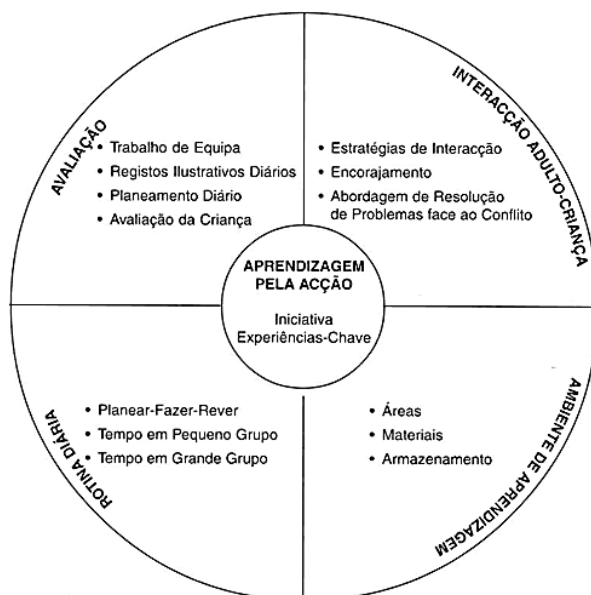 AVALIAÇÃO
• Trabalho de Equipa
• Registos Ilustrativos Diários
• Planeamento Diário
• Avaliação da Criança
INTERACÇÃO ADULTO-CRIANÇA
• Estratégias de Interacção
• Encorajamento
• Abordagem de Resolução
de Problemas face ao Conflito
APRENDIZAGEM
PELA ACÇÃO
Iniciativa
Experiências-Chave
ROTINA DIÁRIA
• Planear-Fazer-Rever
• Tempo em Pequeno Grupo
• Tempo em Grande Grupo
AMBIENTE DE APRENDIZAGEM
• Áreas
• Materiais
• Armazenamento